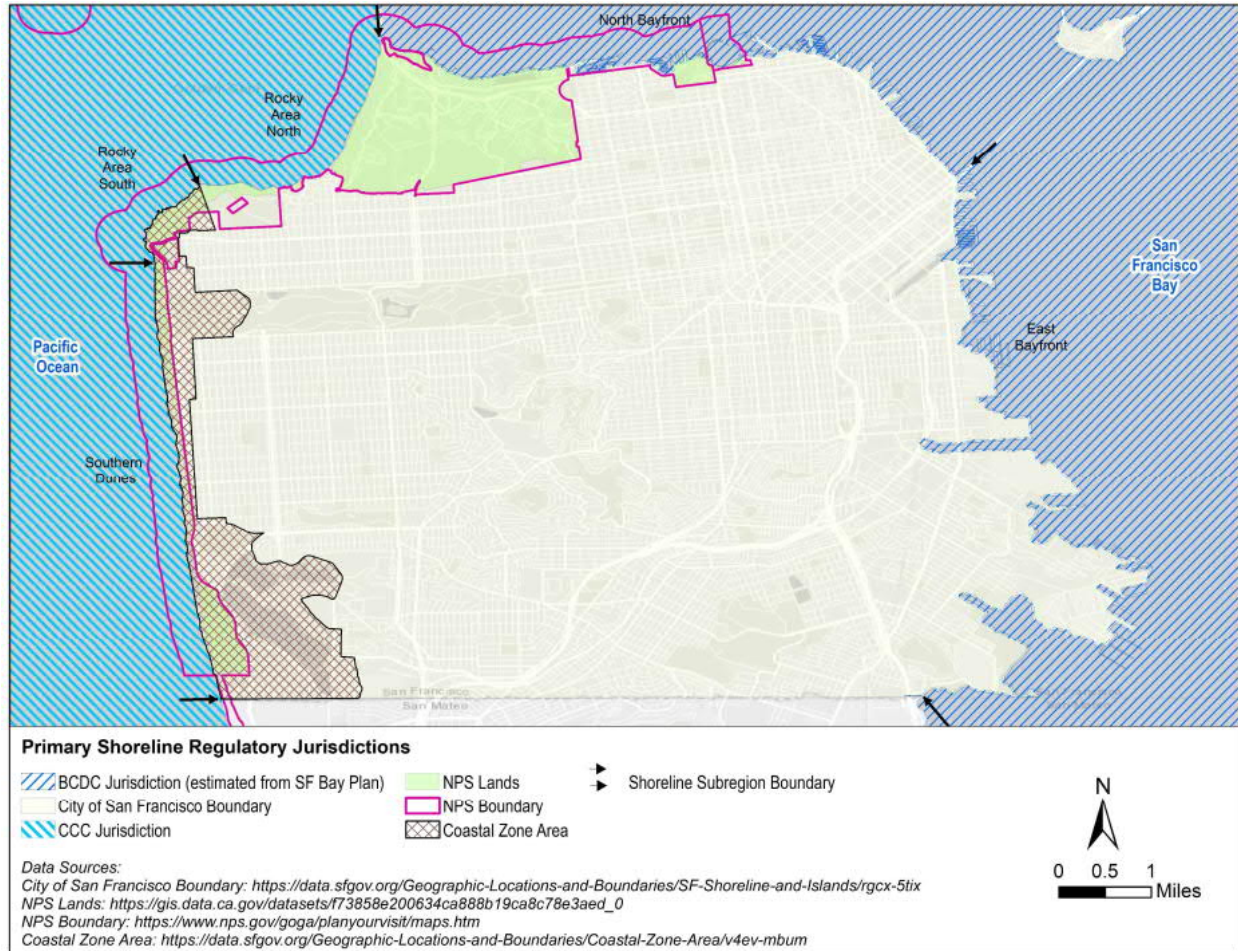 North Bayfront
Rocky
Area
North
Rocky
Area
South
San
Francisco
Bay
East
Bayfront
Pacific
Ocean
Southern
Dunes
San Francisco
San Mateo
Primary Shoreline Regulatory Jurisdictions
BCDC Jurisdiction (estimated from SF Bay Plan)
City of San Francisco Boundary
CCC Jurisdiction
NPS Lands
NPS Boundary
Coastal Zone Area
Shoreline Subregion Boundary
N
0 0.5 1
Miles
Data Sources:
City of San Francisco Boundary: https://data.sfgov.org/Geographic-Locations-and-Boundaries/SF-Shoreline-and-Islands/rgcx-5tix
NPS Lands: https://gis.data.ca.gov/datasets/f73858e200634ca888b19ca8c78e3aed_0
NPS Boundary: https://www.nps.gov/goga/planyourvisit/maps.htm
Coastal Zone Area: https://data.sfgov.org/Geographic-Locations-and-Boundaries/Coastal-Zone-Area/v4ev-mbum